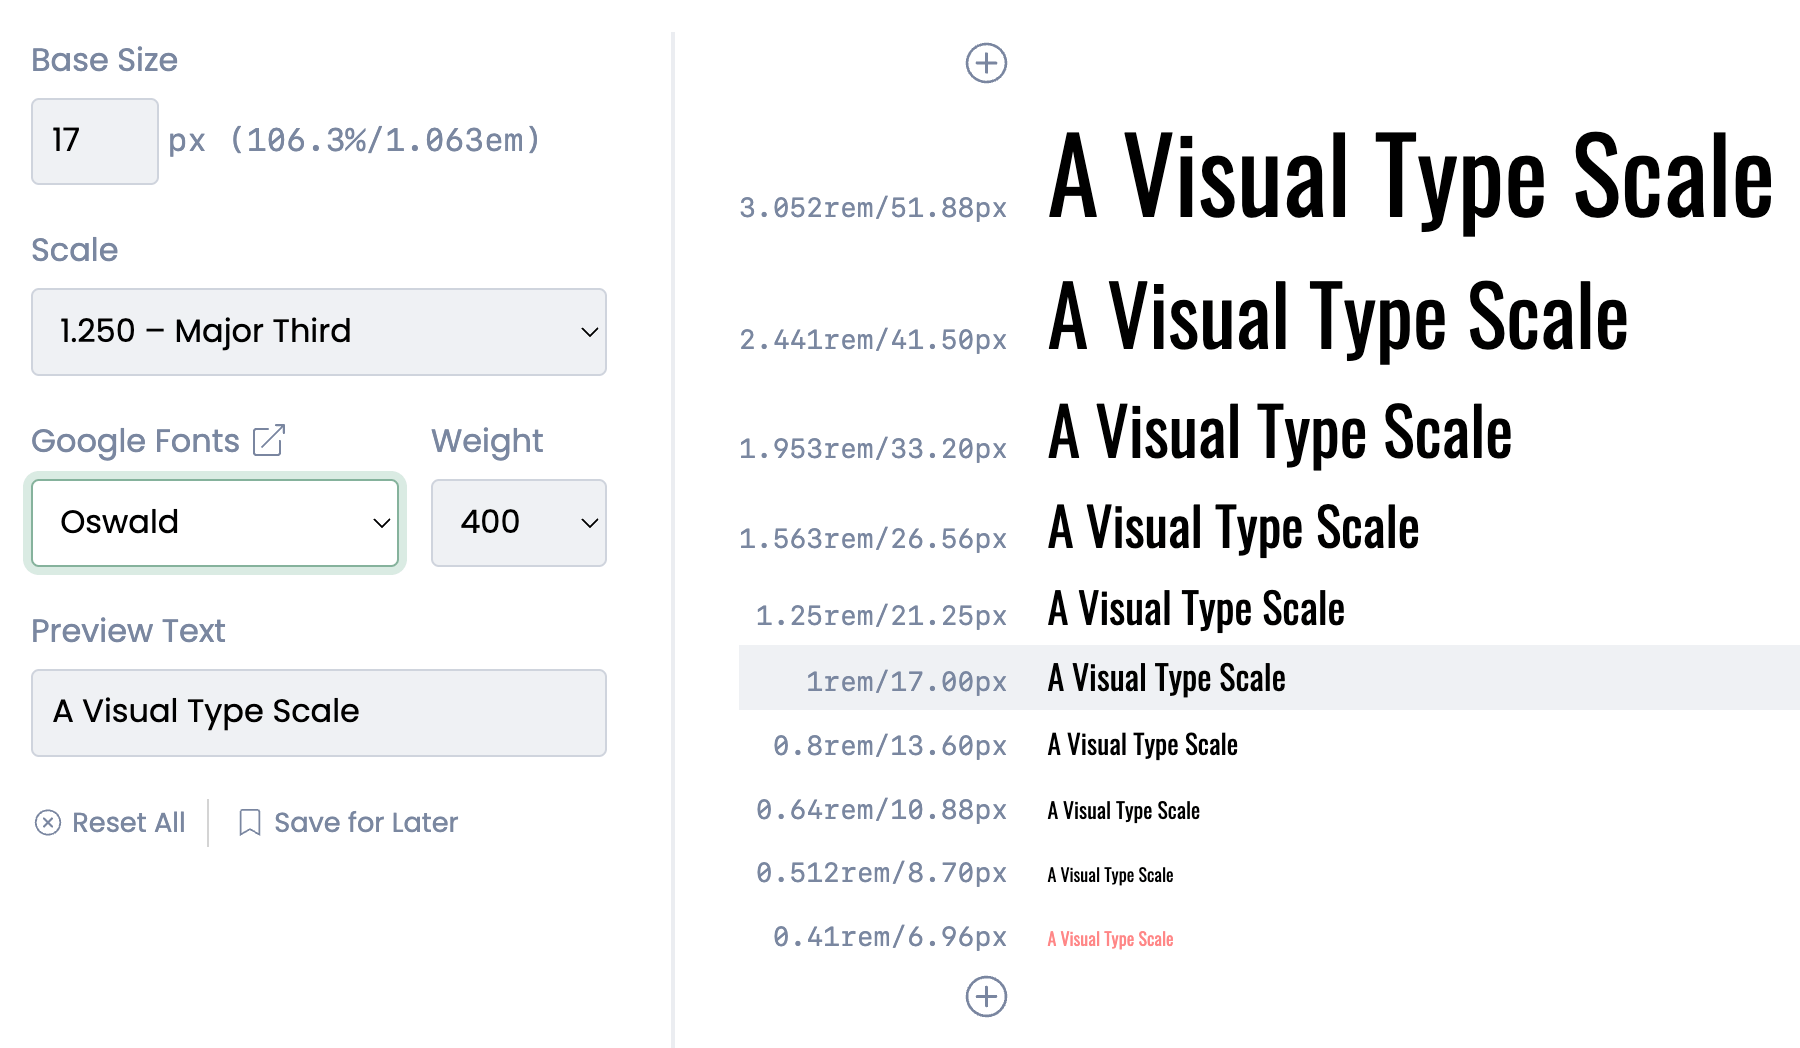 Base Size
17 px (106.3%/1.063em)
Scale
1.250 – Major Third
Google Fonts Weight
Oswald 400
Preview Text
A Visual Type Scale
Reset All Save for Later
3.052rem/51.88px A Visual Type Scale
2.441rem/41.50px A Visual Type Scale
1.953rem/33.20px A Visual Type Scale
1.563rem/26.56px A Visual Type Scale
1.25rem/21.25px A Visual Type Scale
1rem/17.00px A Visual Type Scale
0.8rem/13.60px A Visual Type Scale
0.64rem/10.88px A Visual Type Scale
0.512rem/8.70px A Visual Type Scale
0.41rem/6.96px A Visual Type Scale